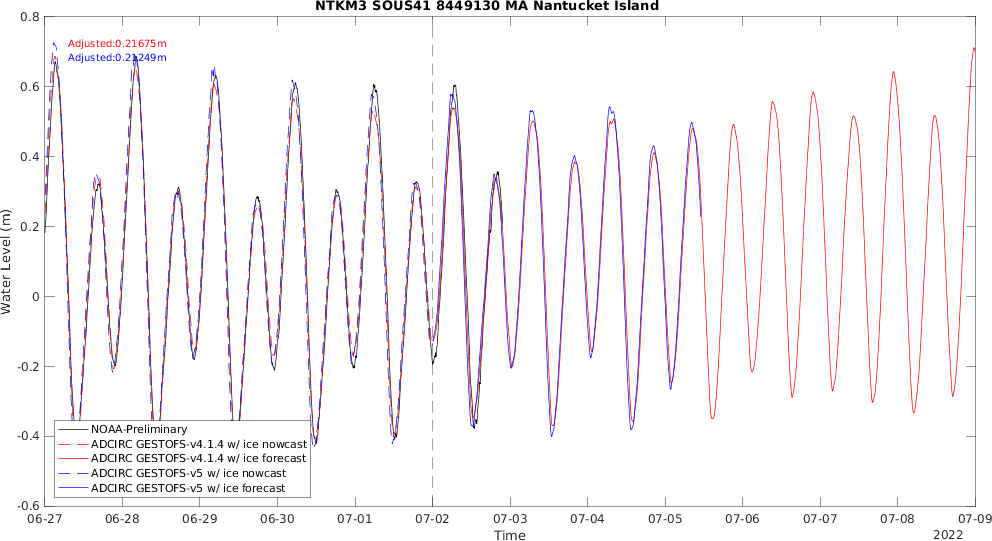 NTKM3 SOUS41 8449130 MA Nantucket Island
0.8
Adjusted:0.21675m
Adjusted:0.21249m
0.6
0.4
0.2
0
-0.2
-0.4
-0.6
Water Level (m)
NOAA-Preliminary
ADCIRC GESTOFS-v4.1.4 w/ ice nowcast
ADCIRC GESTOFS-v4.1.4 w/ ice forecast
ADCIRC GESTOFS-v5 w/ ice nowcast
ADCIRC GESTOFS-v5 w/ ice forecast
06-27 06-28 06-29 06-30 07-01 07-02 07-03 07-04 07-05 07-06 07-07 07-08 07-09
Time
2022